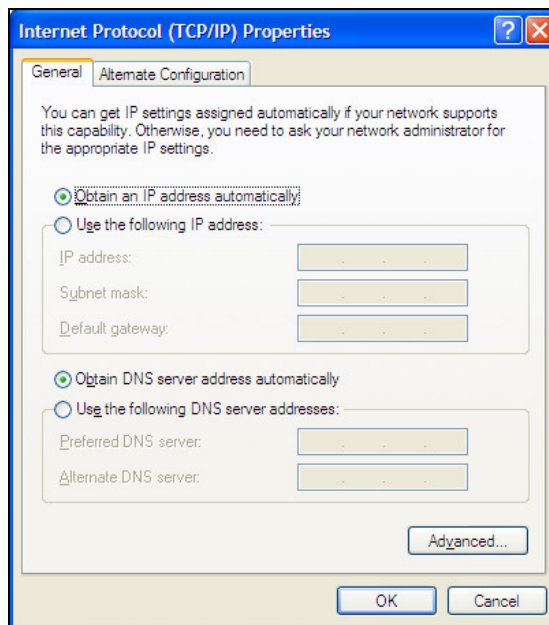 Internet Protocol (TCP/IP) Properties
General Alternate Configuration
You can get IP settings assigned automatically if your network supports
this capability. Otherwise, you need to ask your network administrator for
the appropriate IP settings.
Obtain an IP address automatically
Use the following IP address:
IP address:
Subnet mask:
Default gateway:
Obtain DNS server address automatically
Use the following DNS server addresses:
Preferred DNS server:
Alternate DNS server:
Advanced...
OK Cancel